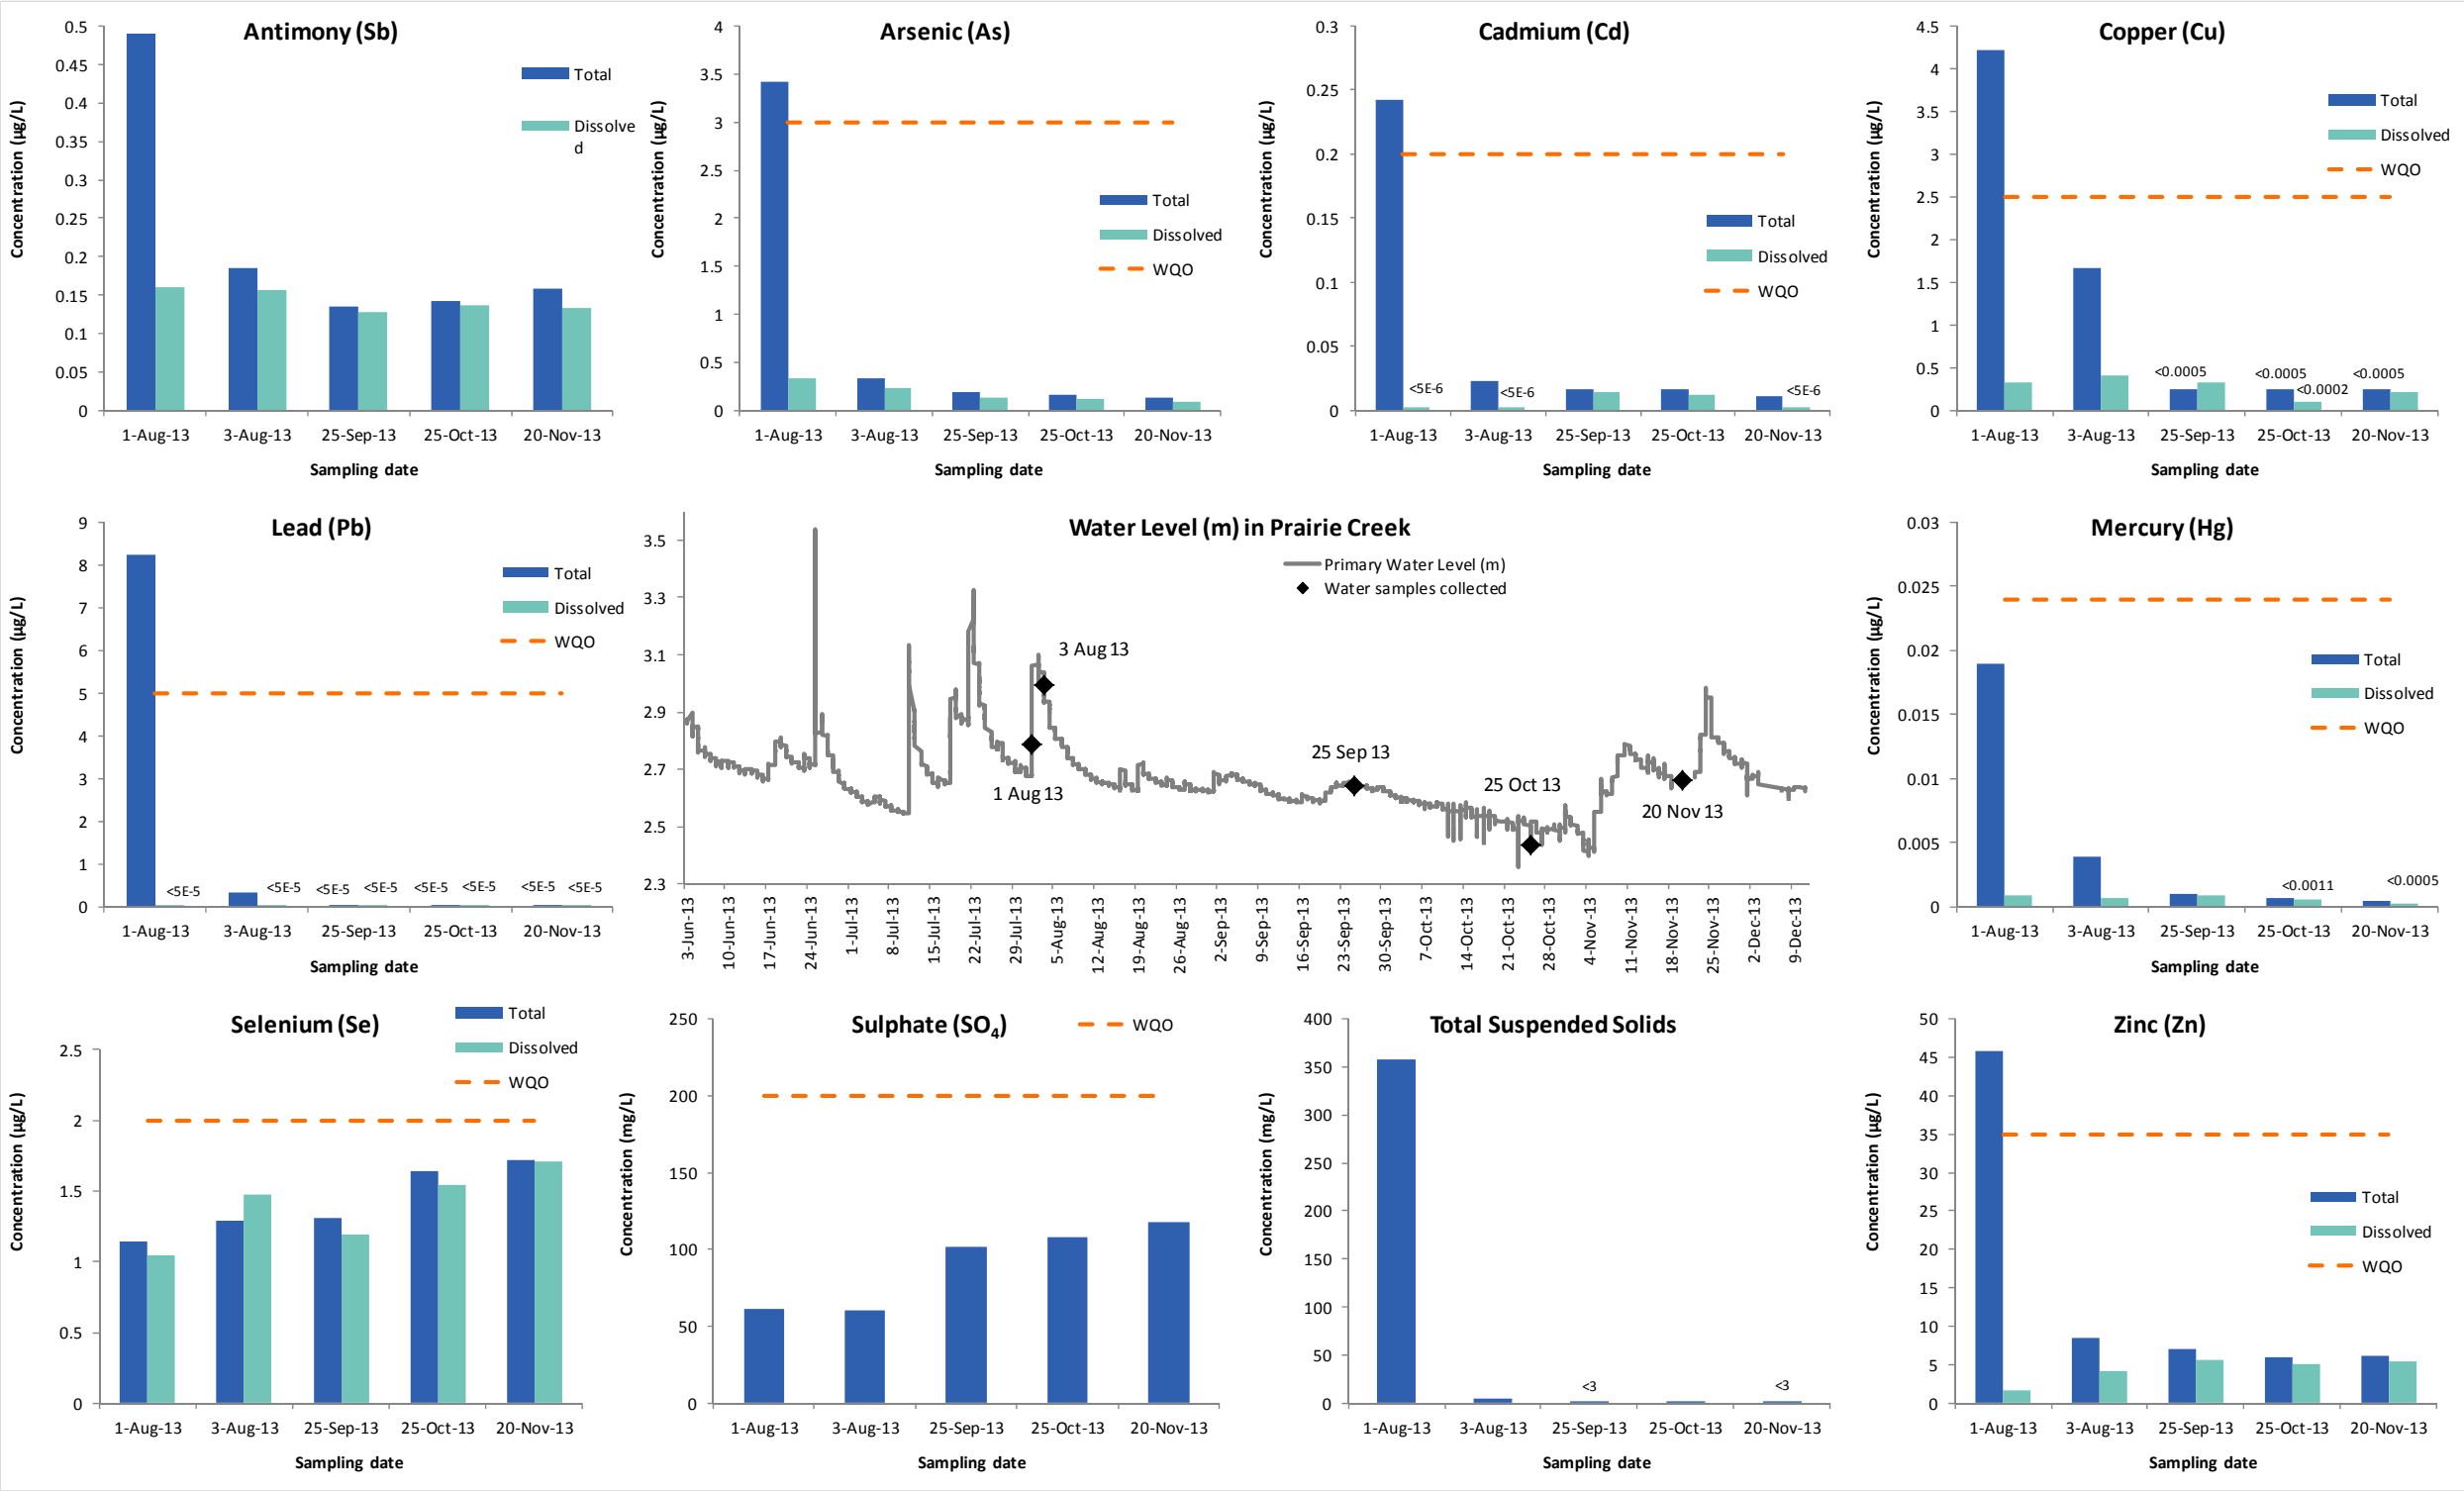 Antimony (Sb)
0.5
0.45
0.4
0.35
0.3
0.25
0.2
0.15
0.1
0.05
0
Concentration (µg/L)
Total
Dissolve
d
1-Aug-13 3-Aug-13 25-Sep-13 25-Oct-13 20-Nov-13
Sampling date
Arsenic (As)
4
3.5
3
2.5
2
1.5
1
0.5
0
Concentration (µg/L)
Total
Dissolved
WQO
1-Aug-13 3-Aug-13 25-Sep-13 25-Oct-13 20-Nov-13
Sampling date
Cadmium (Cd)
0.3
0.25
0.2
0.15
0.1
0.05
0
Concentration (µg/L)
Total
Dissolved
WQO
<5E-6 <5E-6 <5E-6
1-Aug-13 3-Aug-13 25-Sep-13 25-Oct-13 20-Nov-13
Sampling date
Copper (Cu)
4.5
4
3.5
3
2.5
2
1.5
1
0.5
0
Concentration (µg/L)
Total
Dissolved
WQO
<0.0005 <0.0005 <0.0005
<0.0002
1-Aug-13 3-Aug-13 25-Sep-13 25-Oct-13 20-Nov-13
Sampling date
Lead (Pb)
9
8
7
6
5
4
3
2
1
0
Concentration (µg/L)
Total
Dissolved
WQO
<5E-5 <5E-5 <5E-5 <5E-5 <5E-5 <5E-5 <5E-5 <5E-5
1-Aug-13 3-Aug-13 25-Sep-13 25-Oct-13 20-Nov-13
Sampling date
Water Level (m) in Prairie Creek
Primary Water Level (m)
Water samples collected
3.5
3.3
3.1
2.9
2.7
2.5
2.3
3 Aug 13
1 Aug 13
25 Sep 13
25 Oct 13
20 Nov 13
3-Jun-13
10-Jun-13
17-Jun-13
24-Jun-13
1-Jul-13
8-Jul-13
15-Jul-13
22-Jul-13
29-Jul-13
5-Aug-13
12-Aug-13
19-Aug-13
26-Aug-13
2-Sep-13
9-Sep-13
16-Sep-13
23-Sep-13
30-Sep-13
7-Oct-13
14-Oct-13
21-Oct-13
28-Oct-13
4-Nov-13
11-Nov-13
18-Nov-13
25-Nov-13
2-Dec-13
9-Dec-13
Mercury (Hg)
0.03
0.025
0.02
0.015
0.01
0.005
0
Concentration (µg/L)
Total
Dissolved
WQO
<0.0011 <0.0005
1-Aug-13 3-Aug-13 25-Sep-13 25-Oct-13 20-Nov-13
Sampling date
Selenium (Se)
2.5
2
1.5
1
0.5
0
Concentration (µg/L)
Total
Dissolved
WQO
1-Aug-13 3-Aug-13 25-Sep-13 25-Oct-13 20-Nov-13
Sampling date
Sulphate (SO4)
WQO
250
200
150
100
50
0
Concentration (mg/L)
1-Aug-13 3-Aug-13 25-Sep-13 25-Oct-13 20-Nov-13
Sampling date
Total Suspended Solids
400
350
300
250
200
150
100
50
0
Concentration (mg/L)
<3 <3
1-Aug-13 3-Aug-13 25-Sep-13 25-Oct-13 20-Nov-13
Sampling date
Zinc (Zn)
50
45
40
35
30
25
20
15
10
5
0
Concentration (µg/L)
Total
Dissolved
WQO
1-Aug-13 3-Aug-13 25-Sep-13 25-Oct-13 20-Nov-13
Sampling date